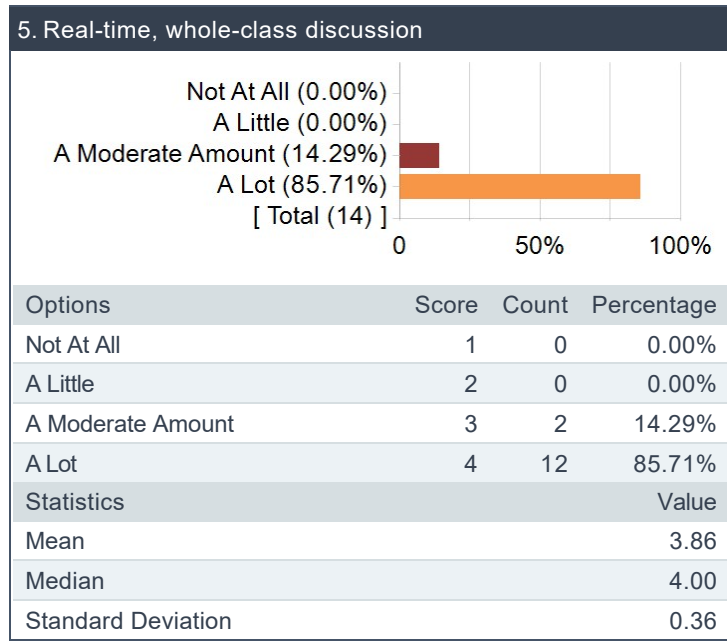 5. Real-time, whole-class discussion
Not At All (0.00%)
A Little (0.00%)
A Moderate Amount (14.29%)
A Lot (85.71%)
[ Total (14) ]
0 50% 100%
Options Score Count Percentage
Not At All 1 0 0.00%
A Little 2 0 0.00%
A Moderate Amount 3 2 14.29%
A Lot 4 12 85.71%
Statistics Value
Mean 3.86
Median 4.00
Standard Deviation 0.36